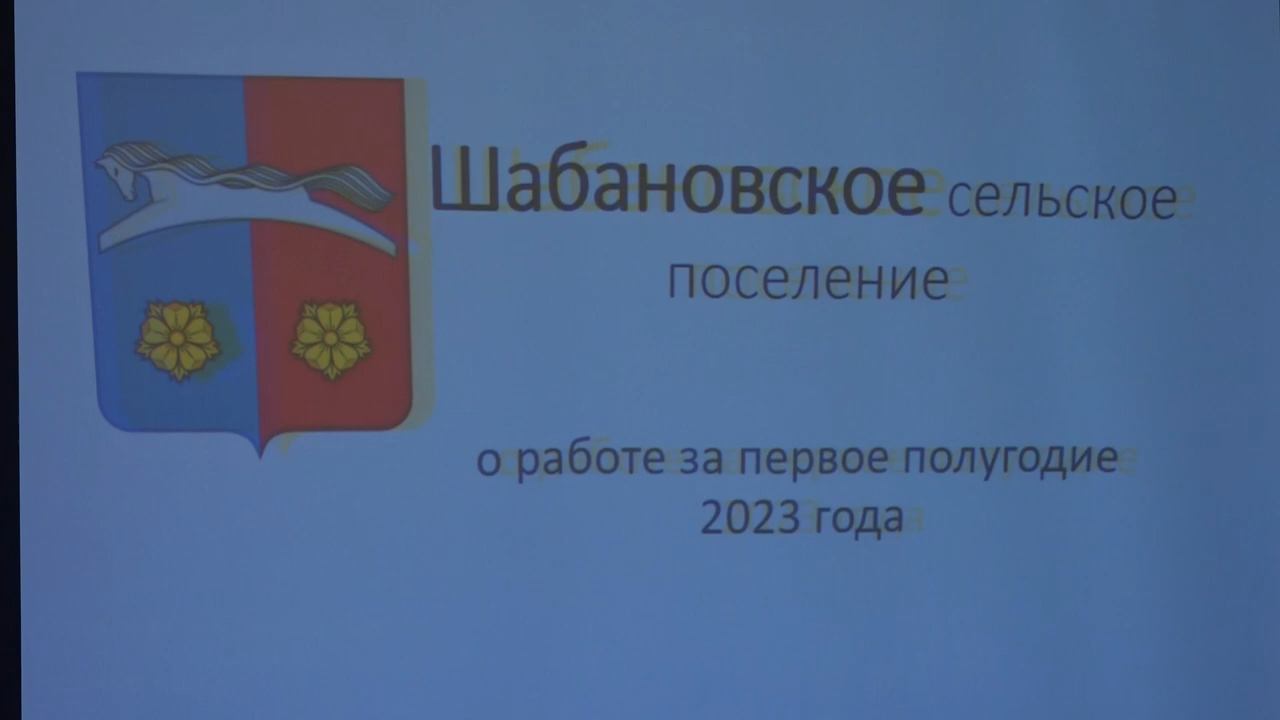 Шабановское сельское
поселение
о работе за первое полугодие
2023 года